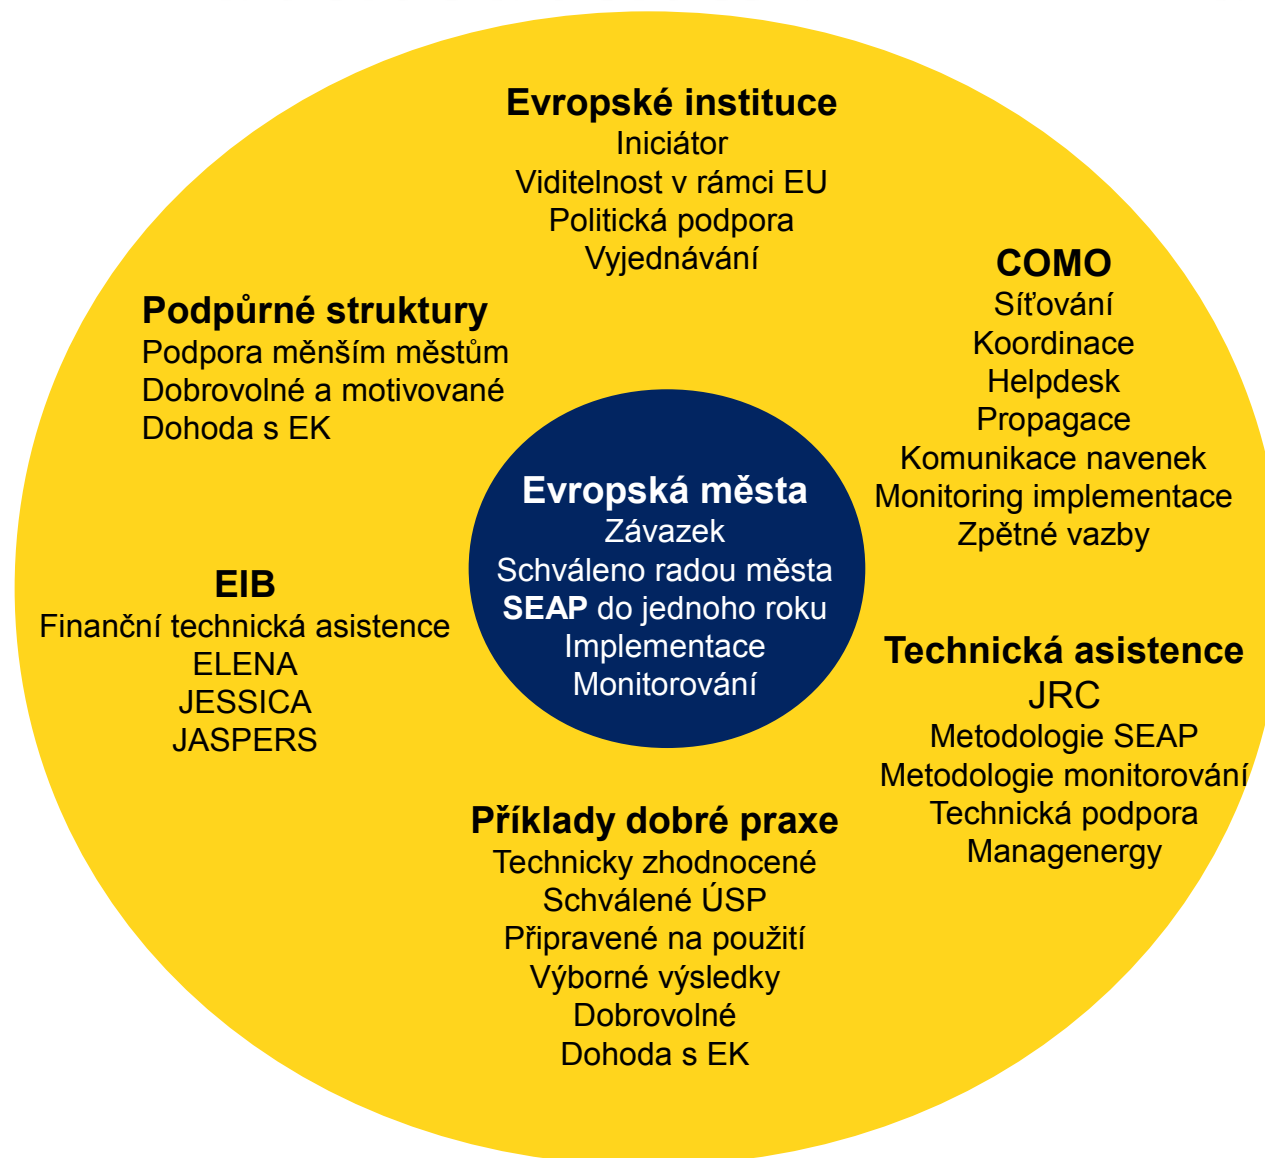 Evropské instituce
Iniciátor
Viditelnost v rámci EU
Politická podpora
Vyjednávání
COMO
Síťování
Koordinace
Helpdesk
Propagace
Komunikace navenek
Monitoring implementace
Zpětné vazby
Podpůrné struktury
Podpora měnším městům
Dobrovolné a motivované
Dohoda s EK
Evropská města
Závazek
Schváleno radou města
SEAP do jednoho roku
Implementace
Monitorování
EIB
Finanční technická asistence
ELENA
JESSICA
JASPERS
Technická asistence
JRC
Metodologie SEAP
Metodologie monitorování
Technická podpora
Managenergy
Příklady dobré praxe
Technicky zhodnocené
Schválené ÚSP
Připravené na použití
Výborné výsledky
Dobrovolné
Dohoda s EK